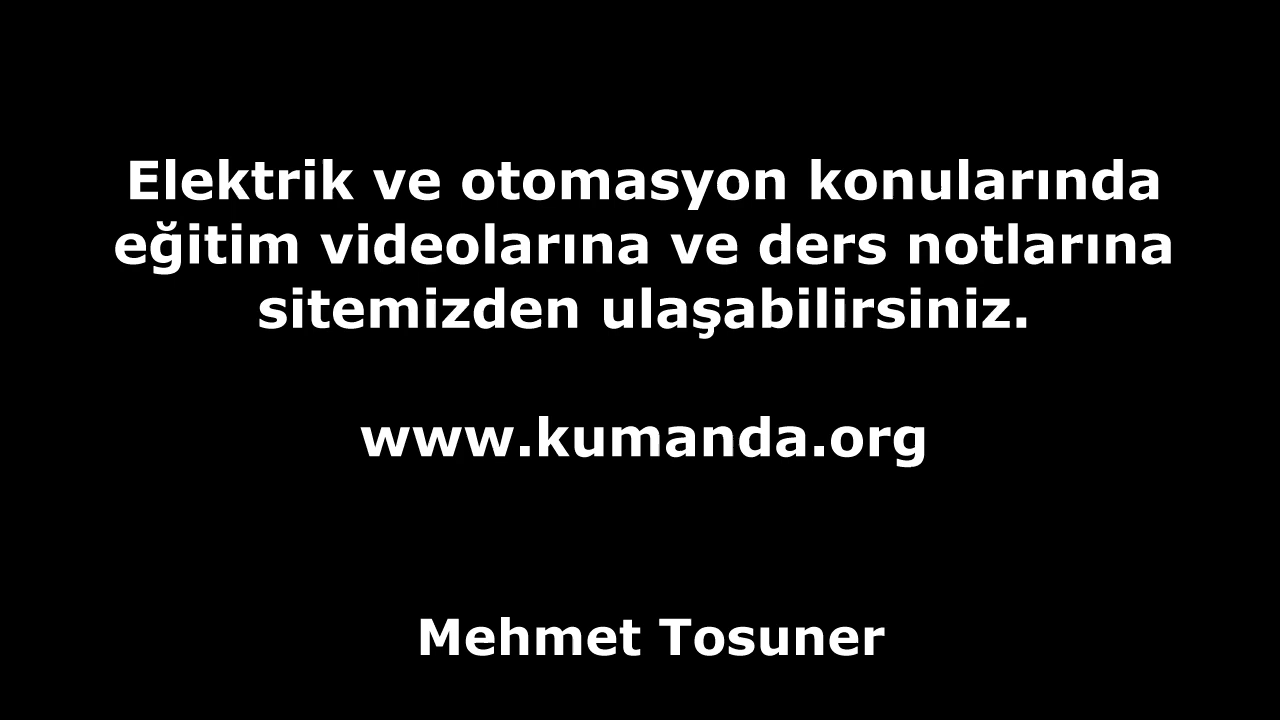 Elektrik ve otomasyon konularında
eğitim videolarına ve ders notlarına
sitemizden ulaşabilirsiniz.
www.kumanda.org
Mehmet Tosuner